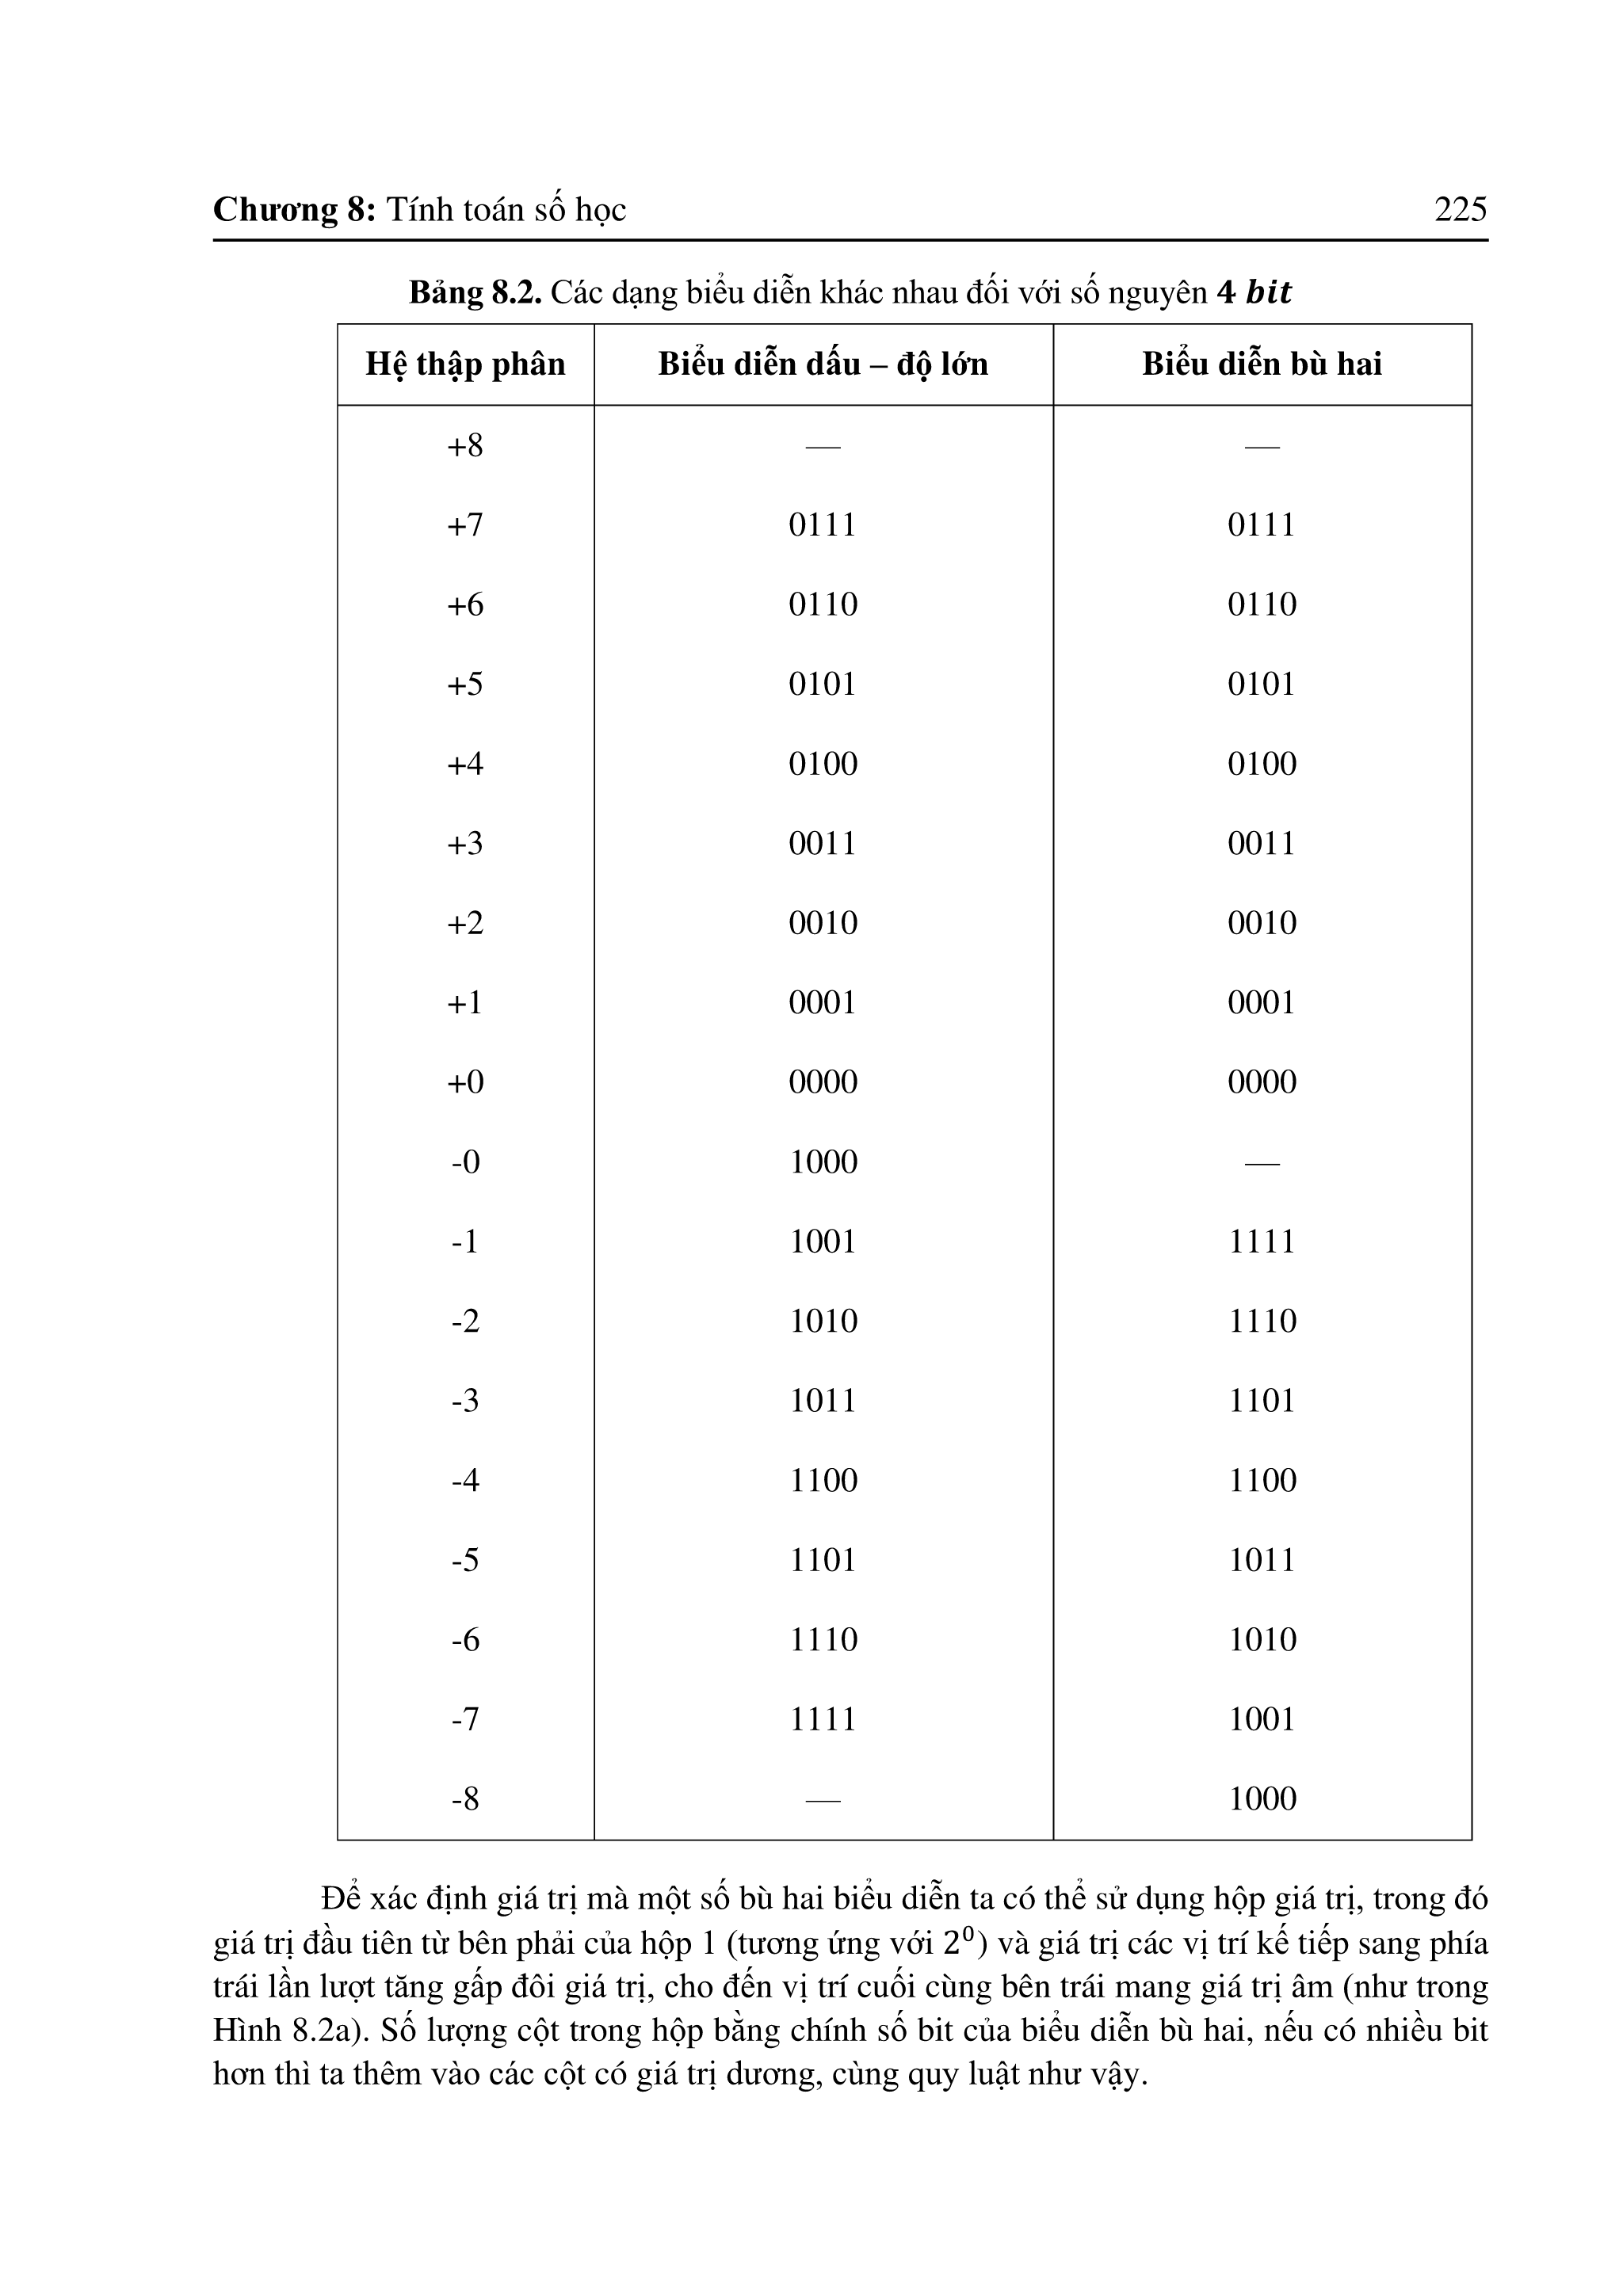 Chương 8: Tính toán số học 225
Bảng 8.2. Các dạng biểu diễn khác nhau đối với số nguyên 4 bit
Hệ thập phân Biểu diễn dấu – độ lớn Biểu diễn bù hai
+8 — —
+7 0111 0111
+6 0110 0110
+5 0101 0101
+4 0100 0100
+3 0011 0011
+2 0010 0010
+1 0001 0001
+0 0000 0000
-0 1000 —
-1 1001 1111
-2 1010 1110
-3 1011 1101
-4 1100 1100
-5 1101 1011
-6 1110 1010
-7 1111 1001
-8 — 1000
Để xác định giá trị mà một số bù hai biểu diễn ta có thể sử dụng hộp giá trị, trong đó
giá trị đầu tiên từ bên phải của hộp 1 (tương ứng với 2⁰) và giá trị các vị trí kế tiếp sang phía
trái lần lượt tăng gấp đôi giá trị, cho đến vị trí cuối cùng bên trái mang giá trị âm (như trong
Hình 8.2a). Số lượng cột trong hộp bằng chính số bit của biểu diễn bù hai, nếu có nhiều bit
hơn thì ta thêm vào các cột có giá trị dương, cùng quy luật như vậy.